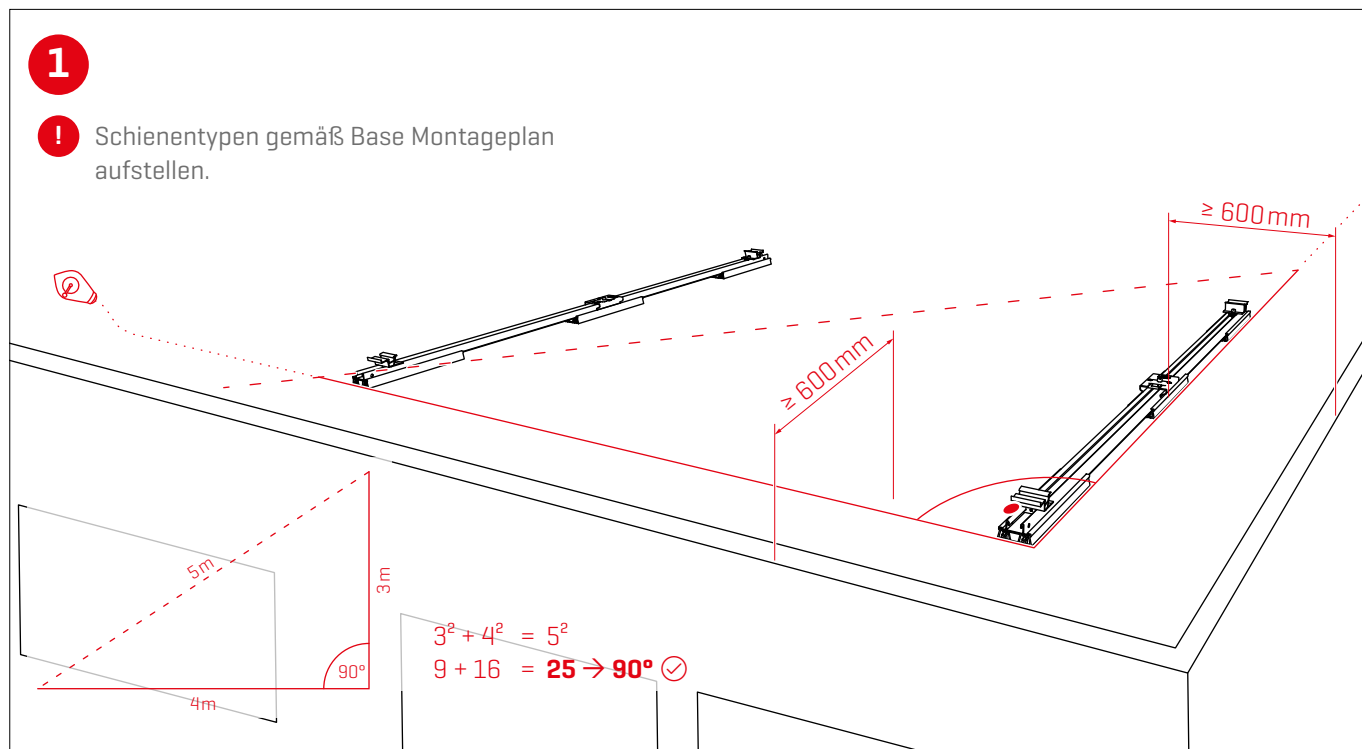 1
! Schienentypen gemäß Base Montageplan
aufstellen.
≥ 600 mm
≥ 600 mm
5m
3m
90°
4m
3² + 4² = 5²
9 + 16 = 25 → 90°